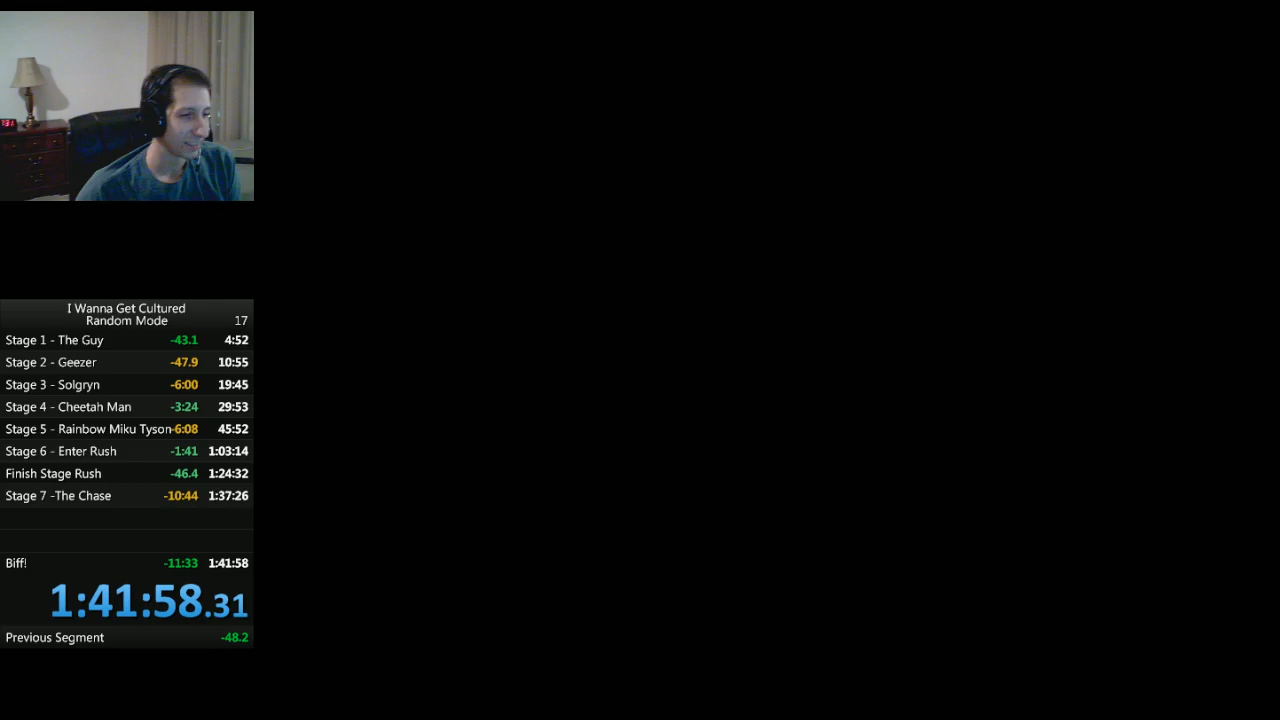 I Wanna Get Cultured
Random Mode 17
Stage 1 - The Guy -43.1 4:52
Stage 2 - Geezer -47.9 10:55
Stage 3 - Solgryn -6:00 19:45
Stage 4 - Cheetah Man -3:24 29:53
Stage 5 - Rainbow Miku Tyson -6:08 45:52
Stage 6 - Enter Rush -1:41 1:03:14
Finish Stage Rush -46.4 1:24:32
Stage 7 -The Chase -10:44 1:37:26
Biff! -11:33 1:41:58
1:41:58.31
Previous Segment -48.2